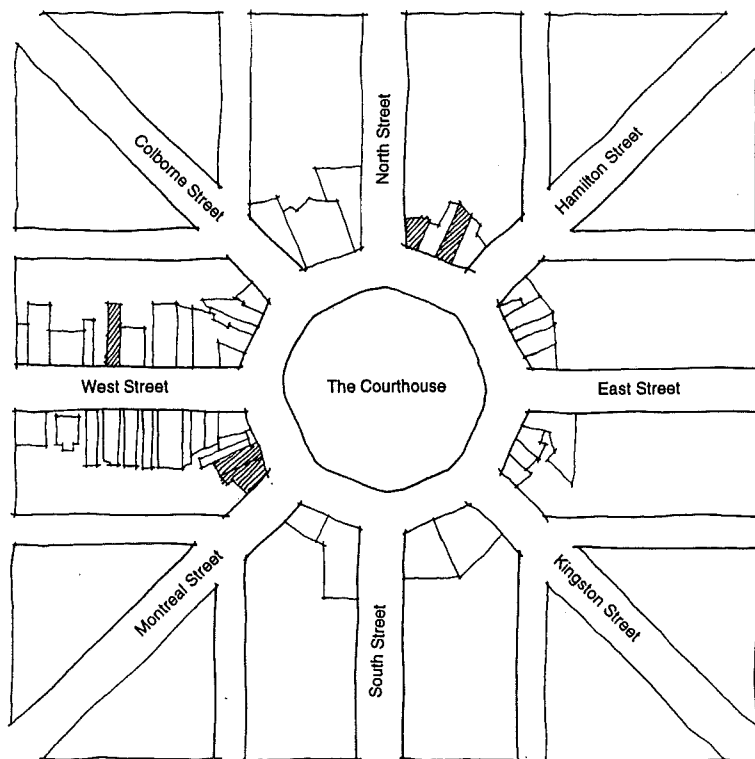 North Street
Colborne Street
Hamilton Street
West Street
The Courthouse
East Street
Montreal Street
South Street
Kingston Street